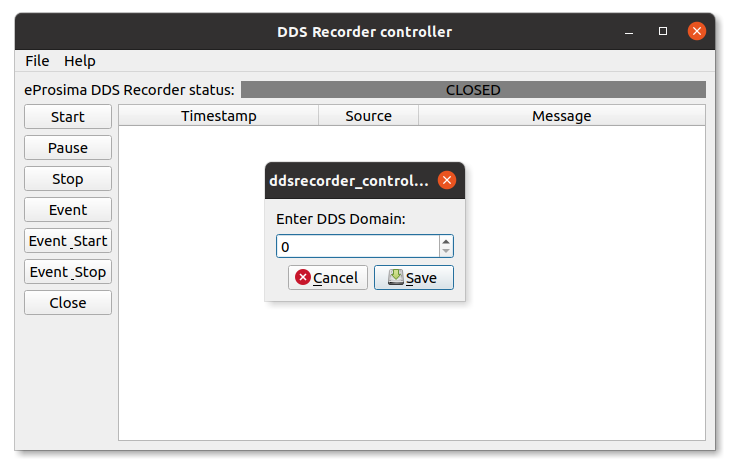 DDS Recorder controller
File Help
eProsima DDS Recorder status: CLOSED
Start
Pause
Stop
Event
Event_Start
Event_Stop
Close
Timestamp Source Message
ddsrecorder_control...
Enter DDS Domain:
0
Cancel Save